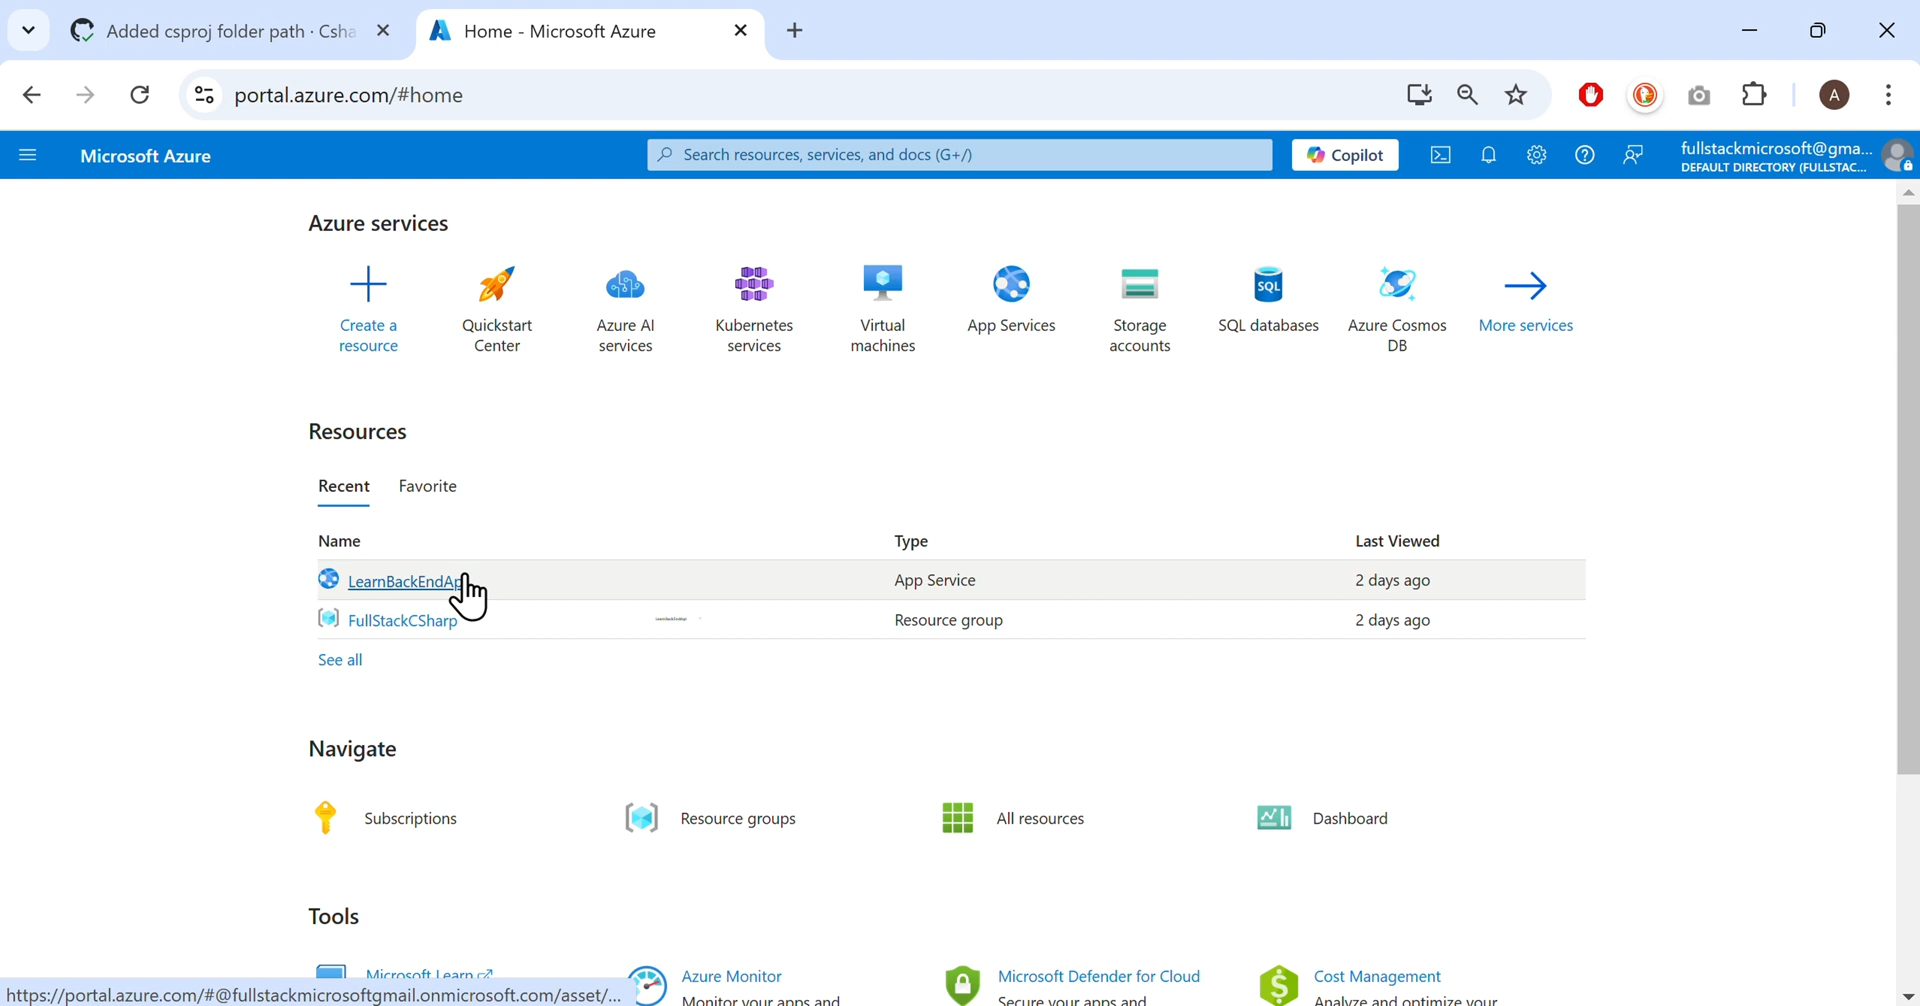 Added csproj folder path · Csha
Home - Microsoft Azure
portal.azure.com/#home
A
Microsoft Azure
Search resources, services, and docs (G+/)
Copilot
fullstackmicrosoft@gma...
DEFAULT DIRECTORY (FULLSTAC...
Azure services
Create a
resource
Quickstart
Center
Azure AI
services
Kubernetes
services
Virtual
machines
App Services
Storage
accounts
SQL
SQL databases
Azure Cosmos
DB
More services
Resources
Recent
Favorite
Name
Type
Last Viewed
LearnBackEndAp
App Service
2 days ago
FullStackCSharp
LearnBackEndApi
Resource group
2 days ago
See all
Navigate
Subscriptions
Resource groups
All resources
Dashboard
Tools
Microsoft Learn
Azure Monitor
Monitor your apps and
Microsoft Defender for Cloud
Secure your apps and
Cost Management
Analyze and optimize your
https://portal.azure.com/#@fullstackmicrosoftgmail.onmicrosoft.com/asset/...